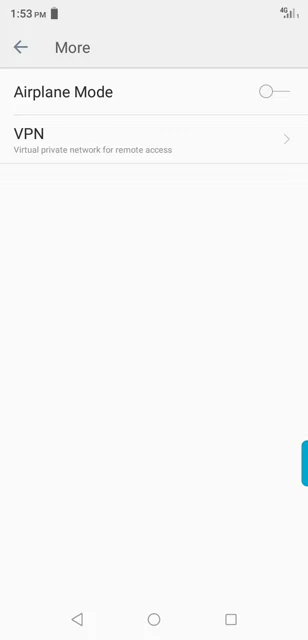 1:53 PM
4G
More
Airplane Mode
VPN
Virtual private network for remote access